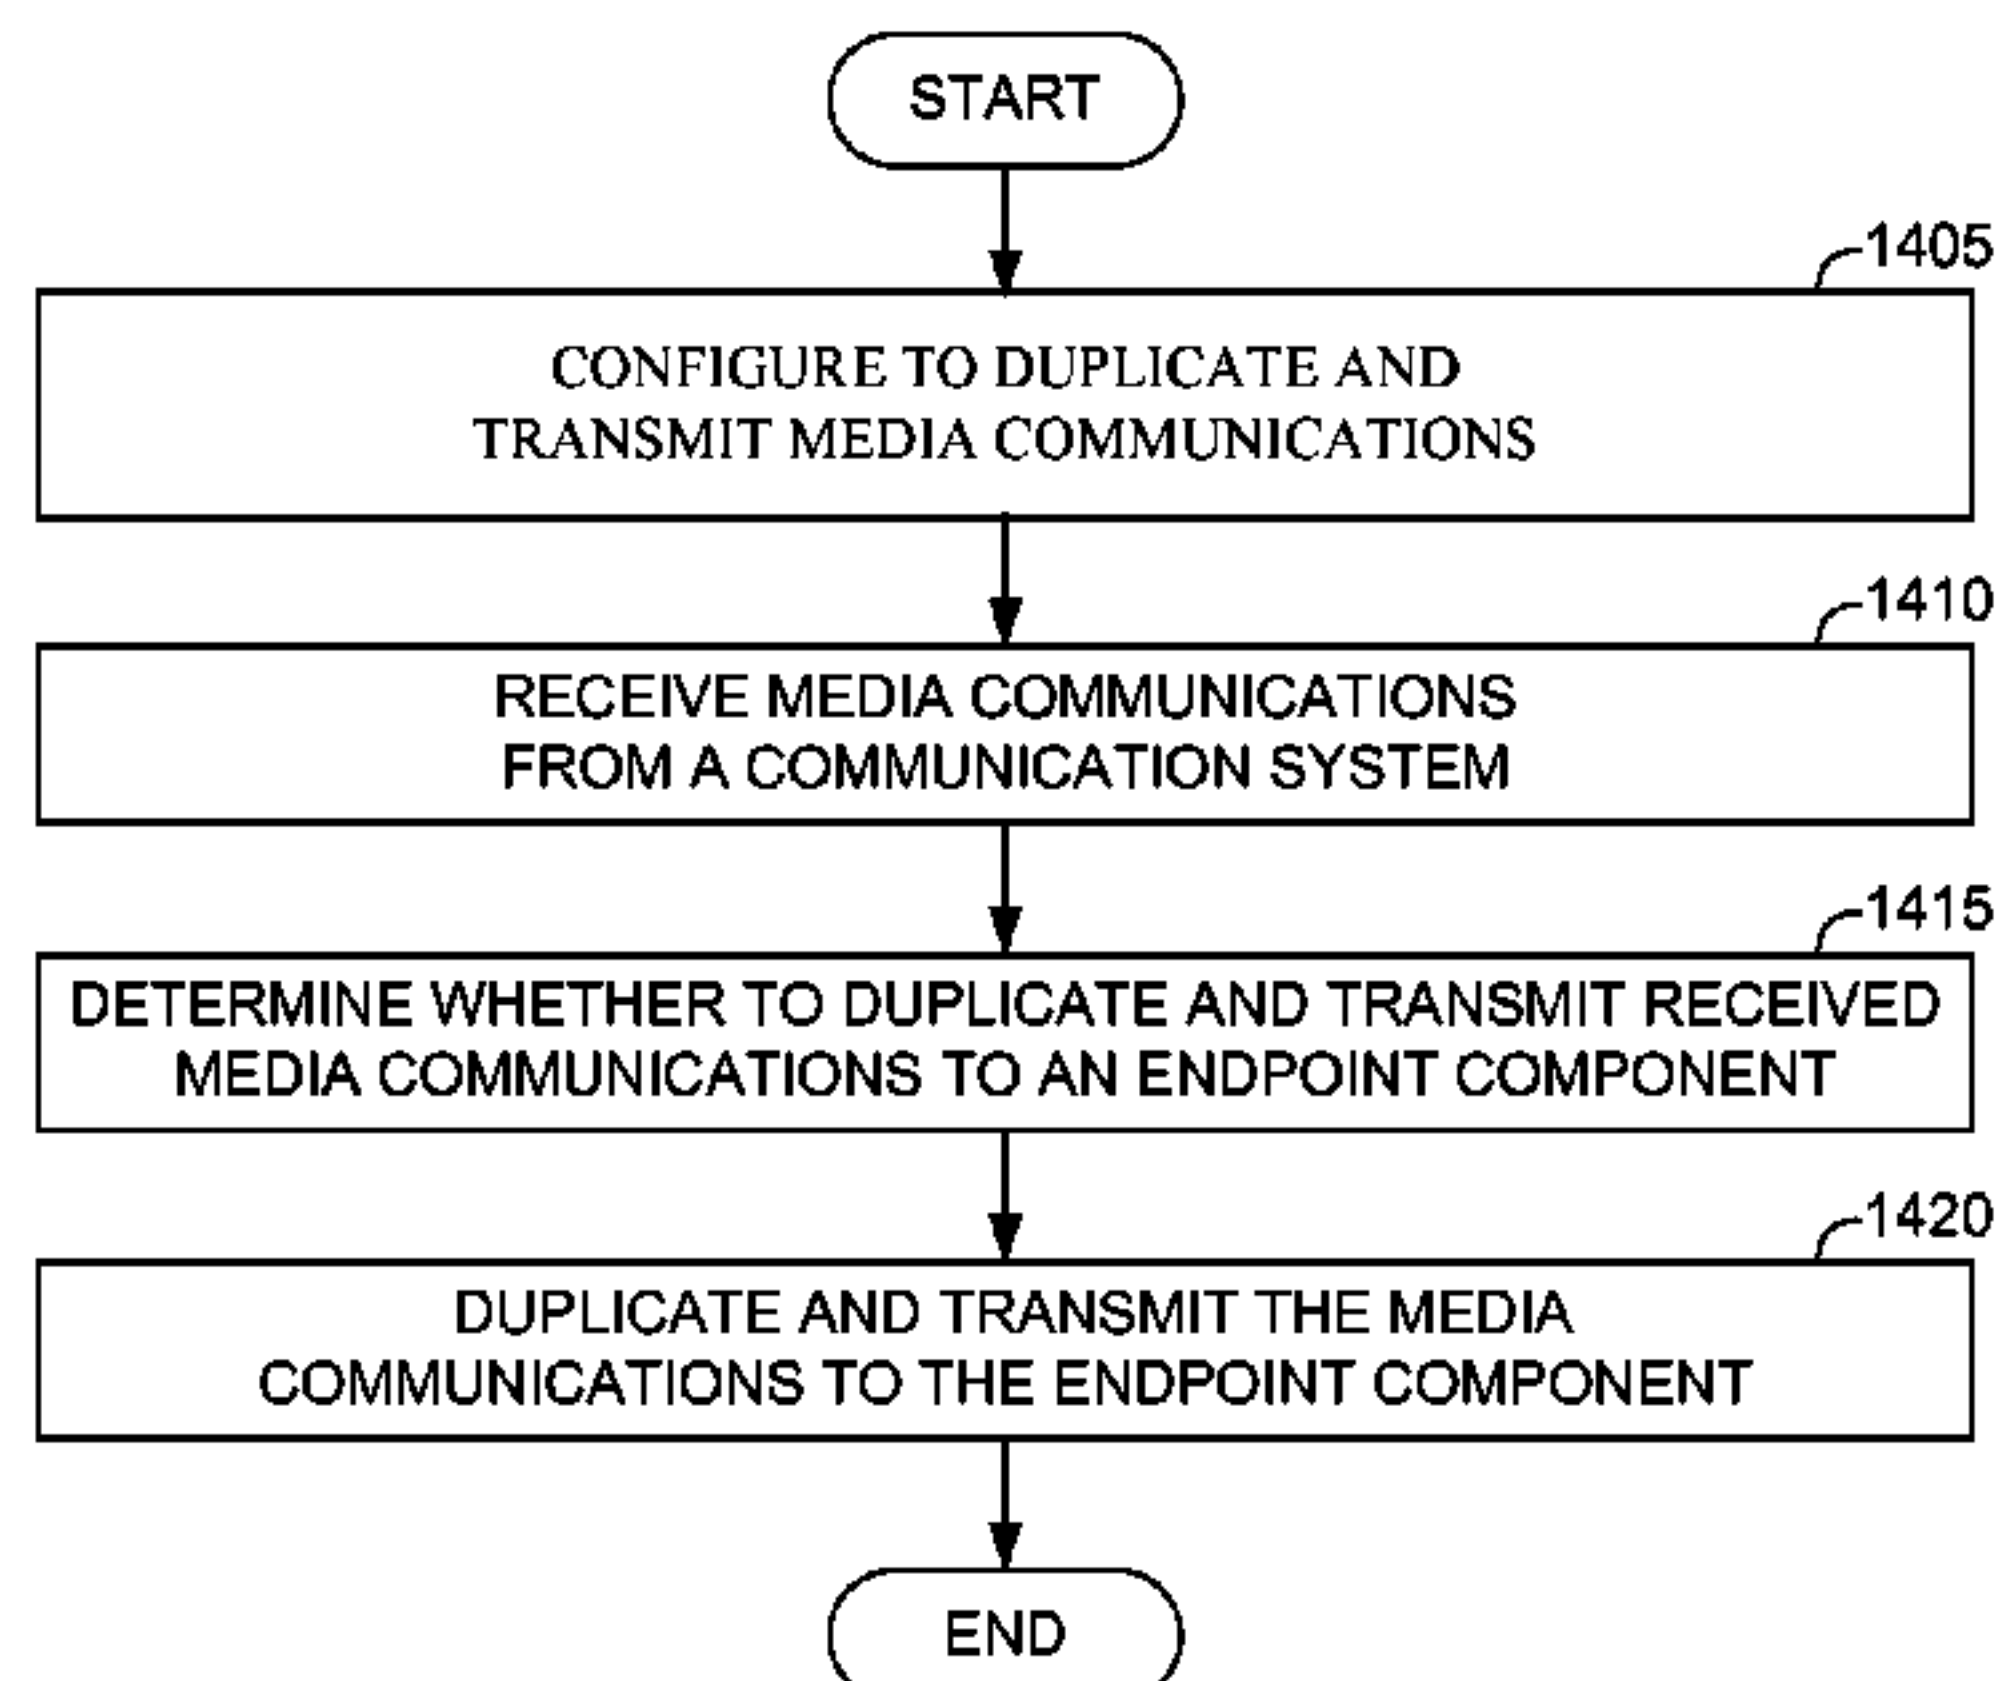 START
1405
CONFIGURE TO DUPLICATE AND
TRANSMIT MEDIA COMMUNICATIONS
1410
RECEIVE MEDIA COMMUNICATIONS
FROM A COMMUNICATION SYSTEM
1415
DETERMINE WHETHER TO DUPLICATE AND TRANSMIT RECEIVED
MEDIA COMMUNICATIONS TO AN ENDPOINT COMPONENT
1420
DUPLICATE AND TRANSMIT THE MEDIA
COMMUNICATIONS TO THE ENDPOINT COMPONENT
END